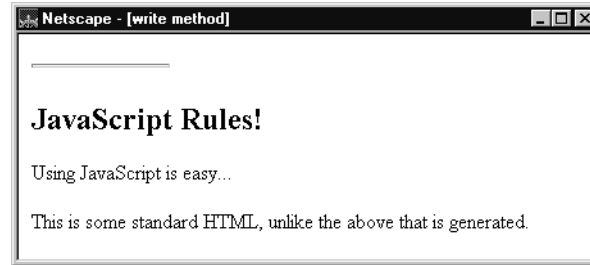 Netscape - [write method]
JavaScript Rules!
Using JavaScript is easy...
This is some standard HTML, unlike the above that is generated.